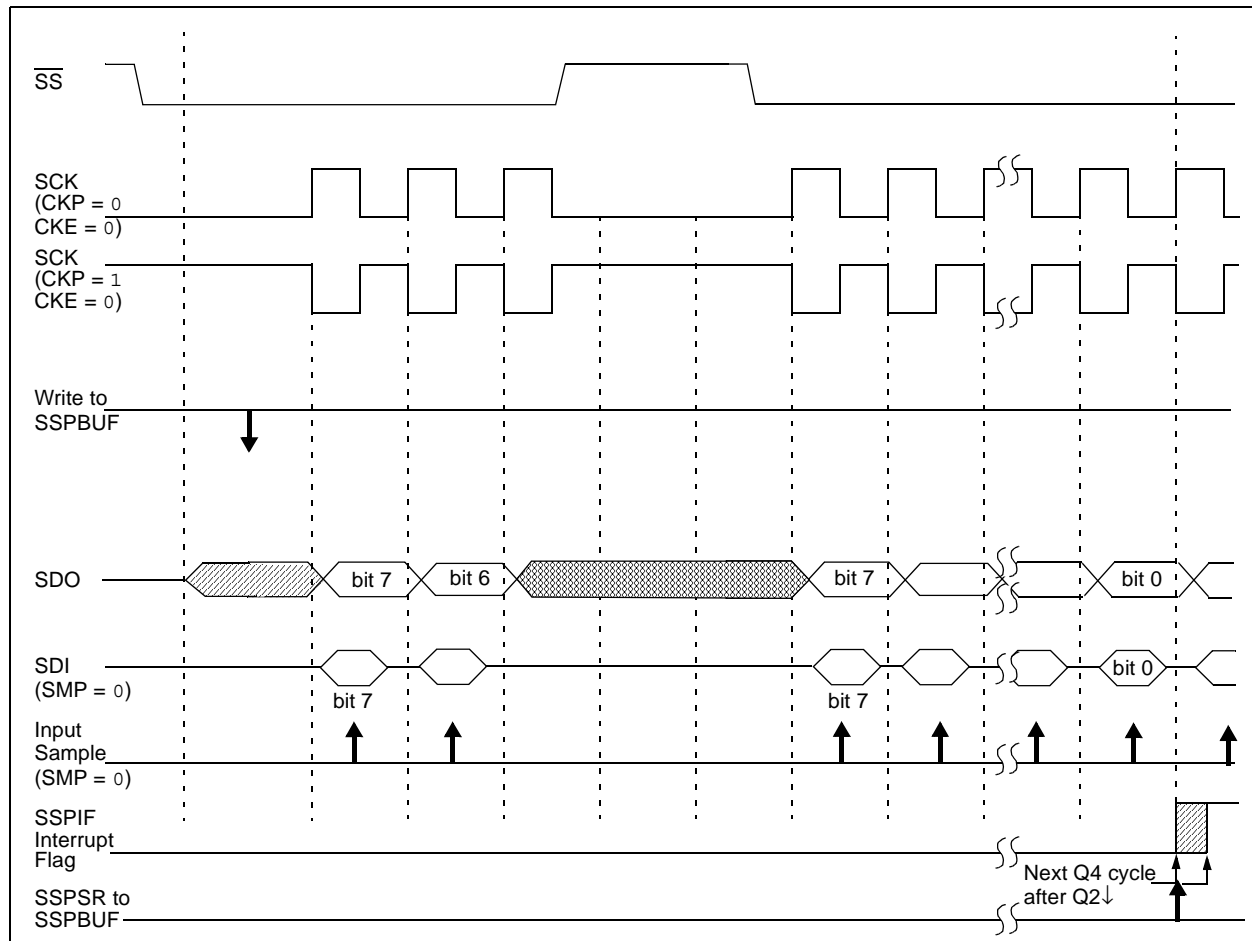 SS
SCK
(CKP = 0
CKE = 0)
SCK
(CKP = 1
CKE = 0)
Write to
SSPBUF
SDO
bit 7
bit 6
bit 7
bit 0
SDI
(SMP = 0)
bit 7
bit 7
bit 0
Input
Sample
(SMP = 0)
SSPIF
Interrupt
Flag
Next Q4 cycle
after Q2↓
SSPSR to
SSPBUF